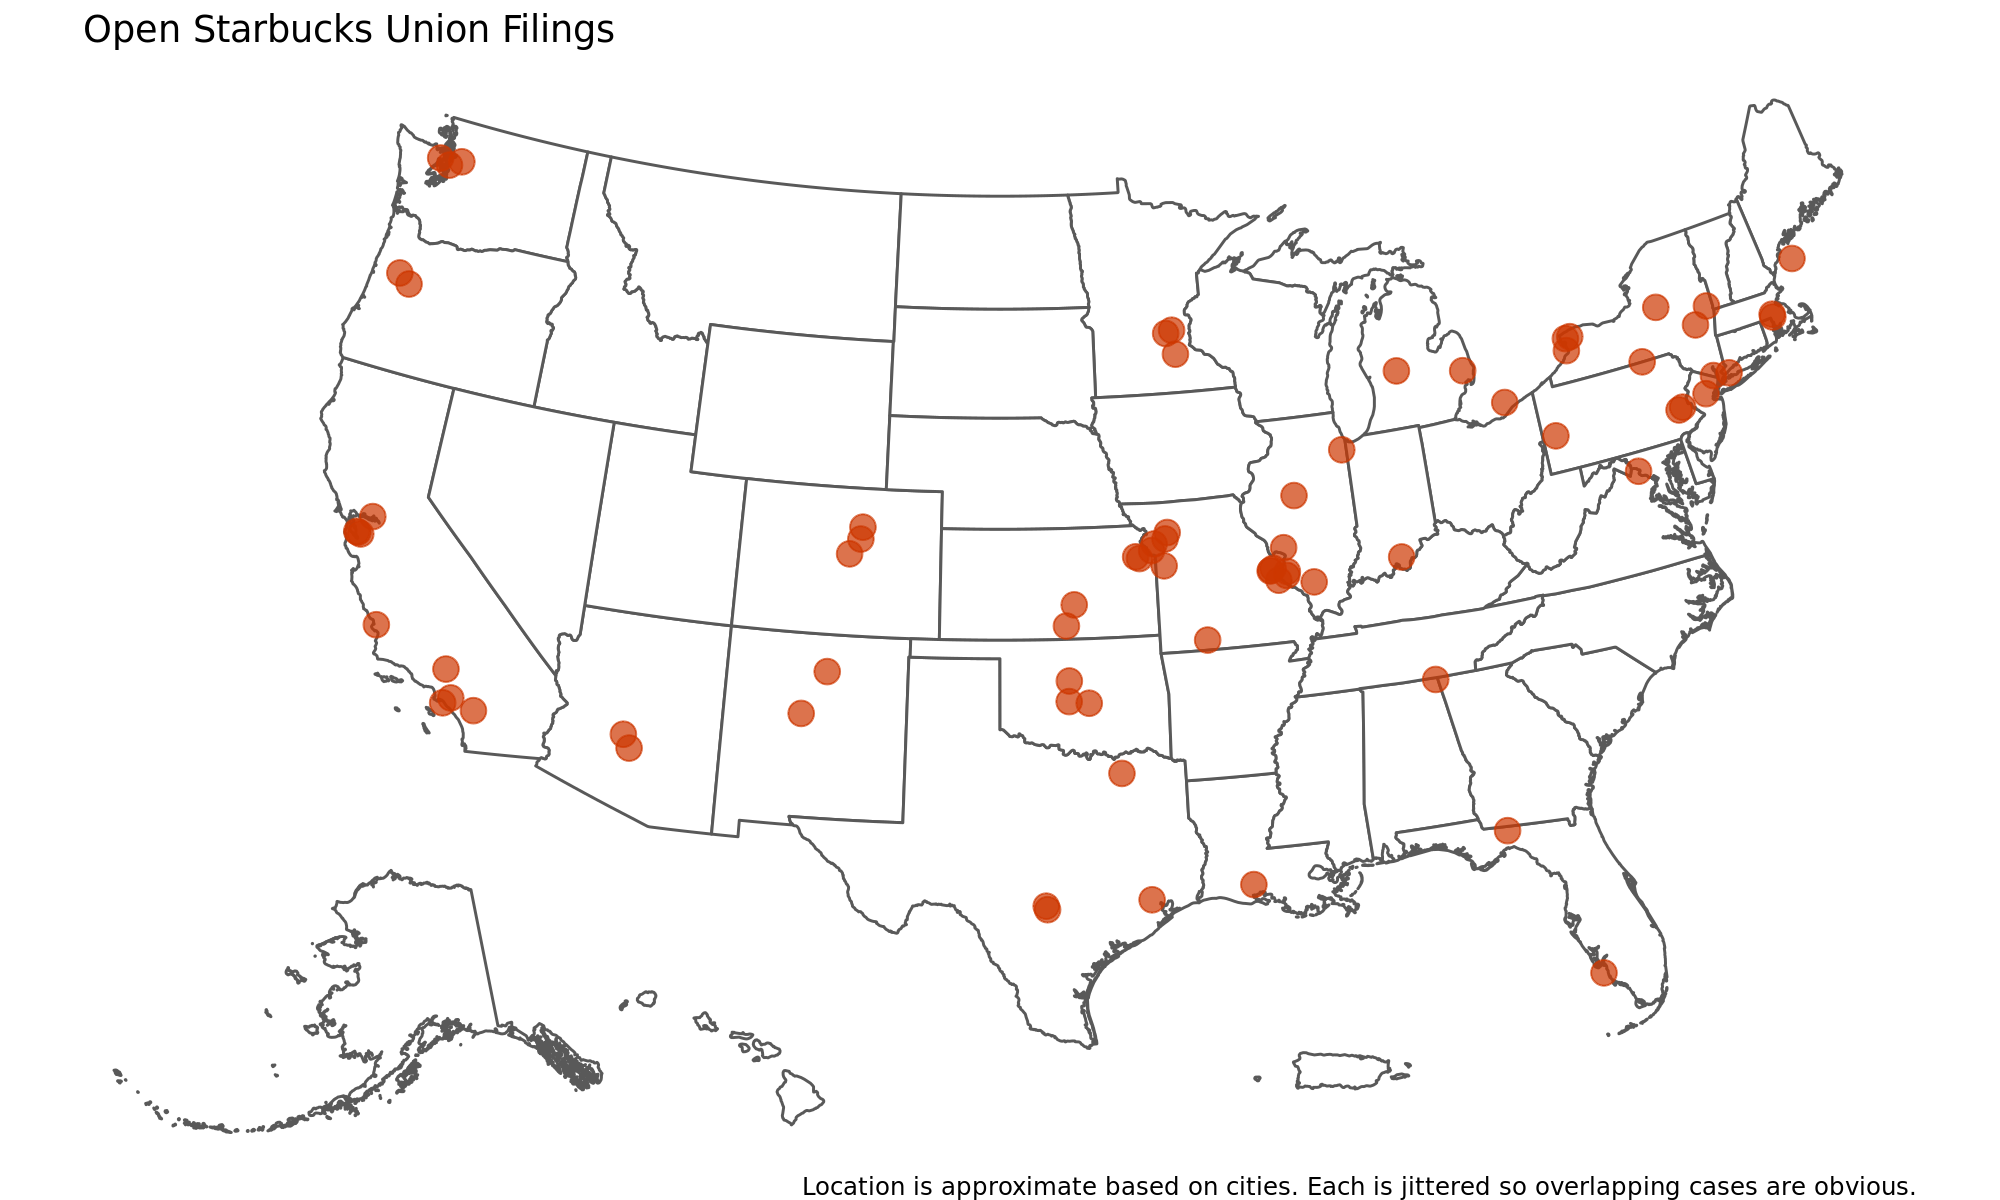 Open Starbucks Union Filings
Location is approximate based on cities. Each is jittered so overlapping cases are obvious.